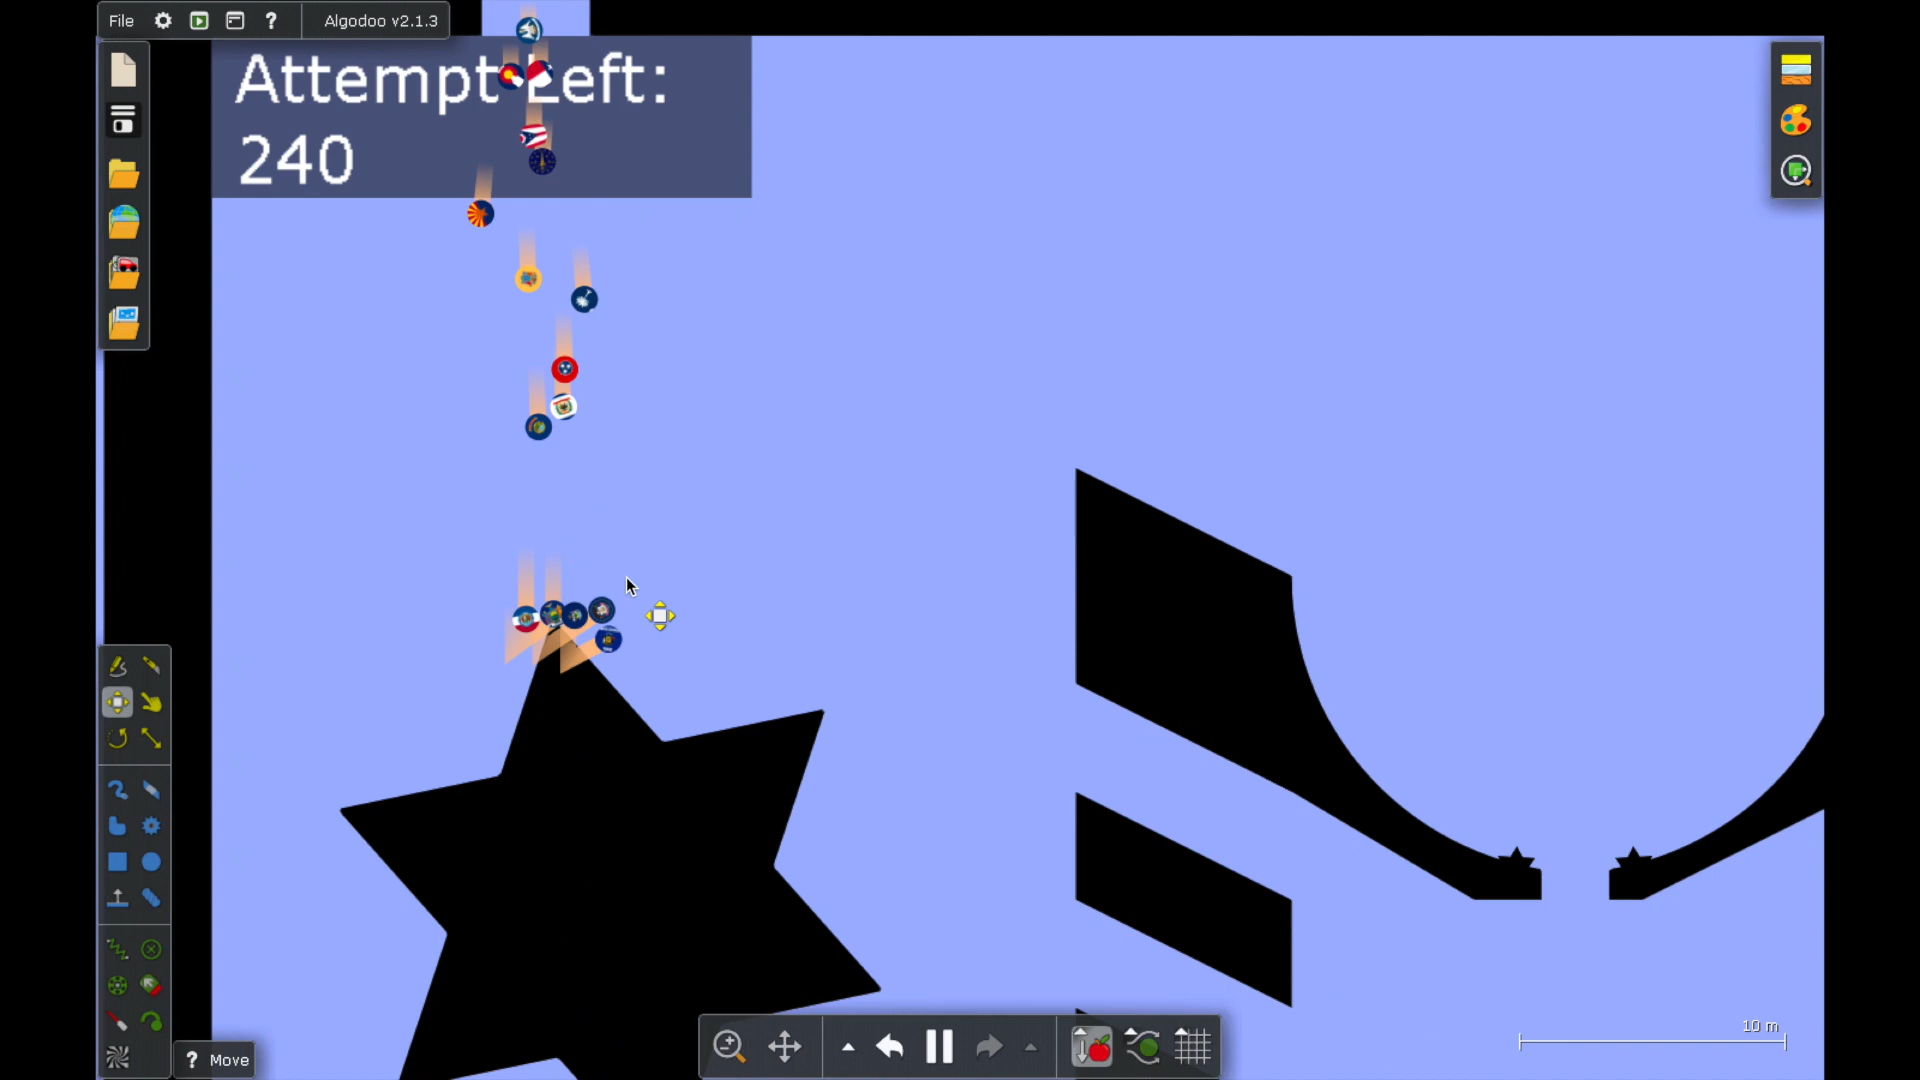 File
?
Algodoo v2.1.3
Attempt Left:
240
10 m
? Move